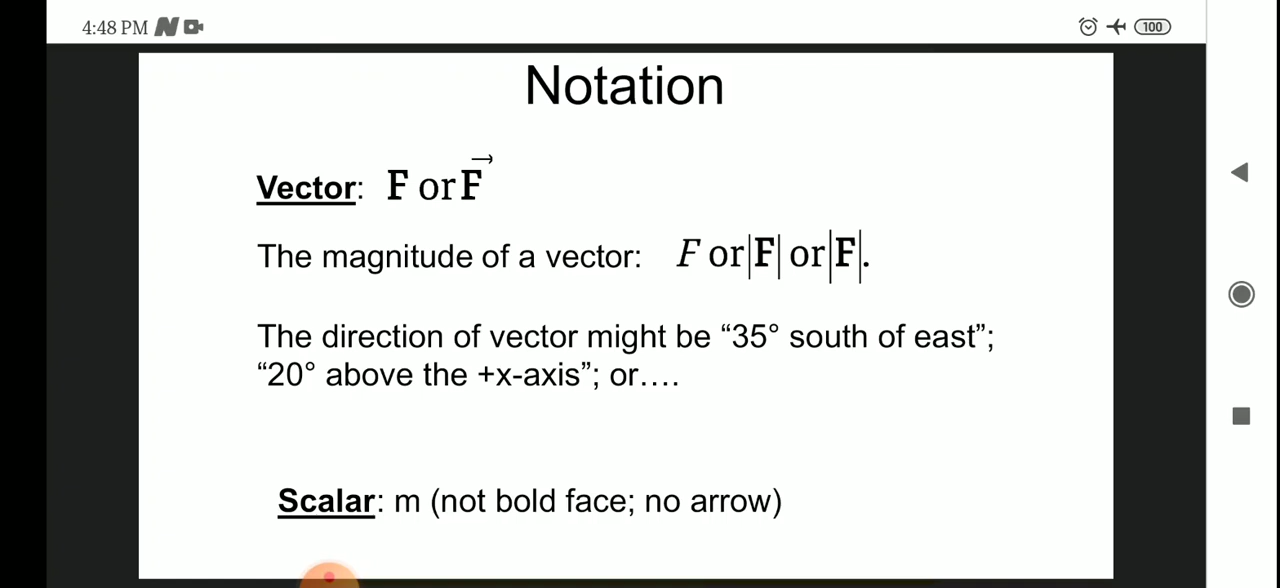 4:48 PM
100
Notation
Vector: F or F⃗
The magnitude of a vector: F or |F| or |F|.
The direction of vector might be “35° south of east”;
“20° above the +x-axis”; or….
Scalar: m (not bold face; no arrow)